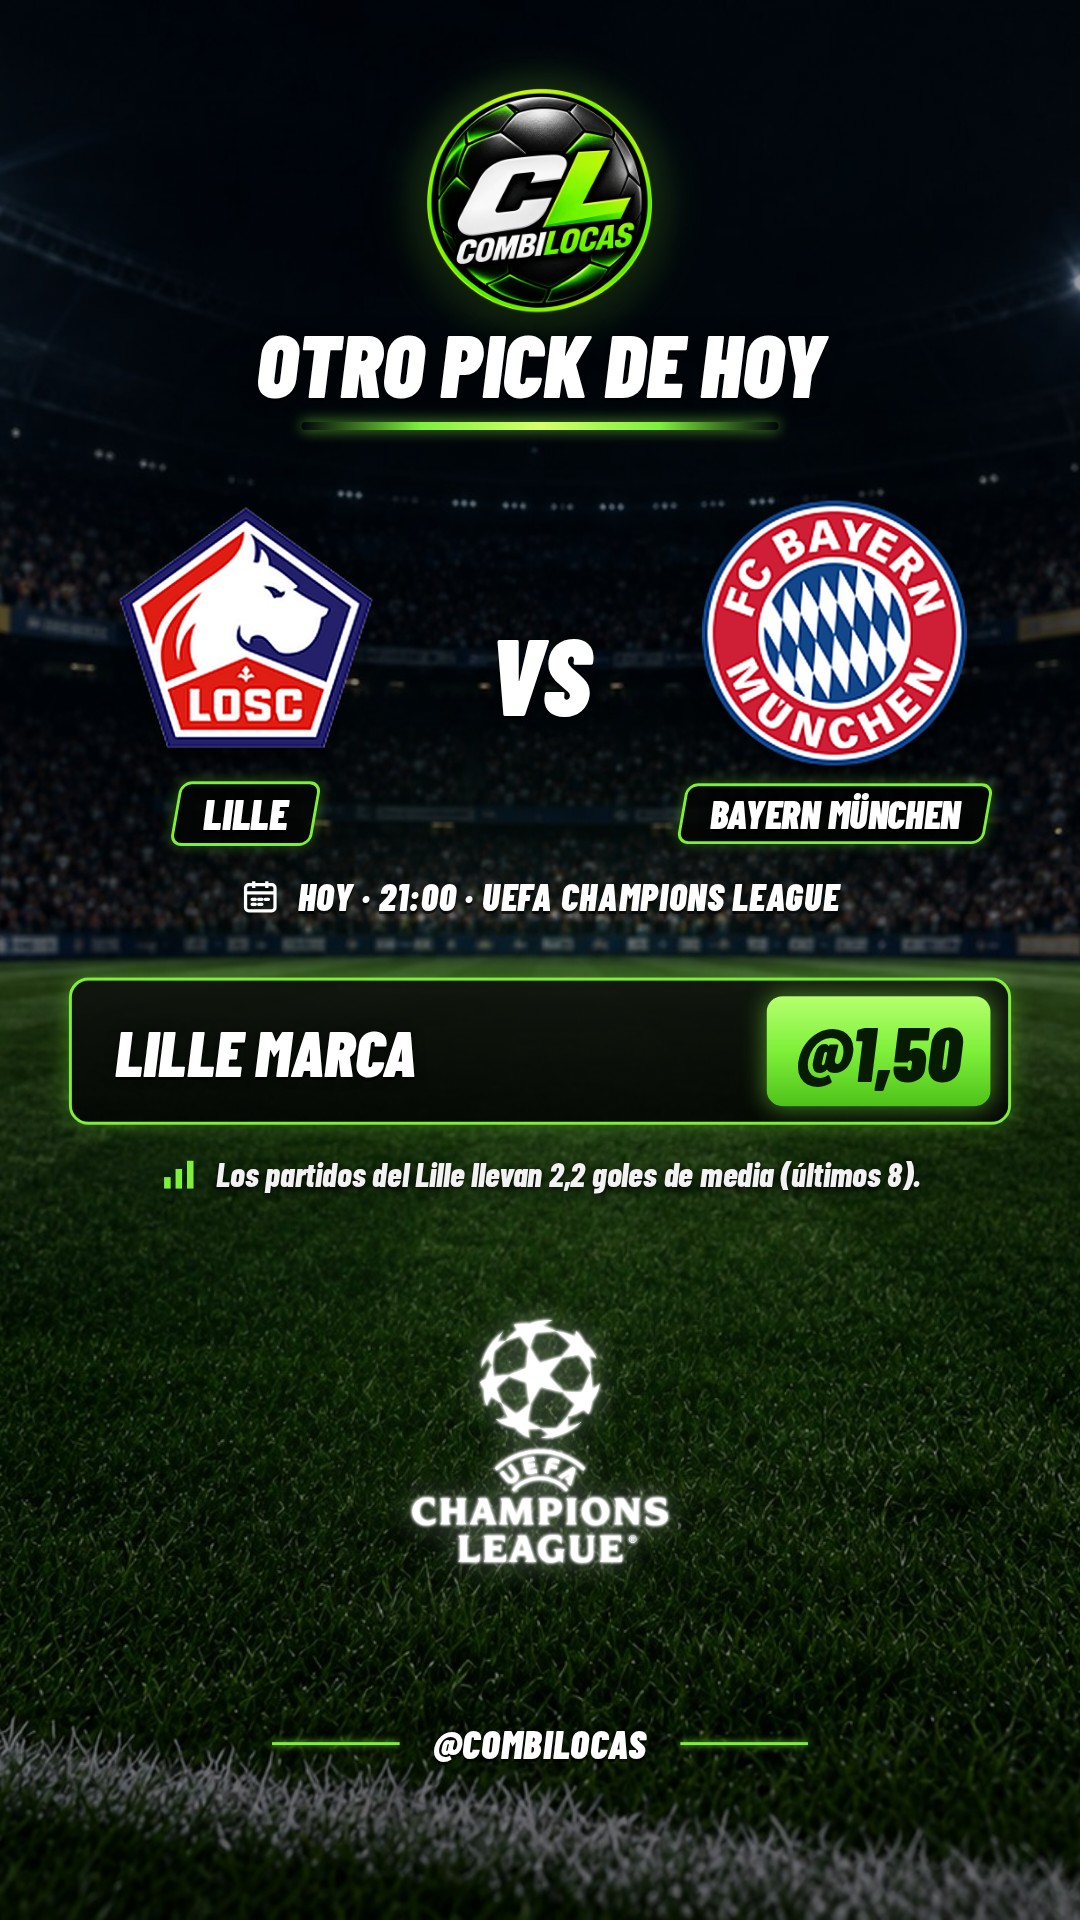 CL
COMBILOCAS
OTRO PICK DE HOY
LOSC
FC BAYERN
MÜNCHEN
VS
LILLE
BAYERN MÜNCHEN
HOY · 21:00 · UEFA CHAMPIONS LEAGUE
LILLE MARCA
@1,50
Los partidos del Lille llevan 2,2 goles de media (últimos 8).
UEFA
CHAMPIONS
LEAGUE®
@COMBILOCAS